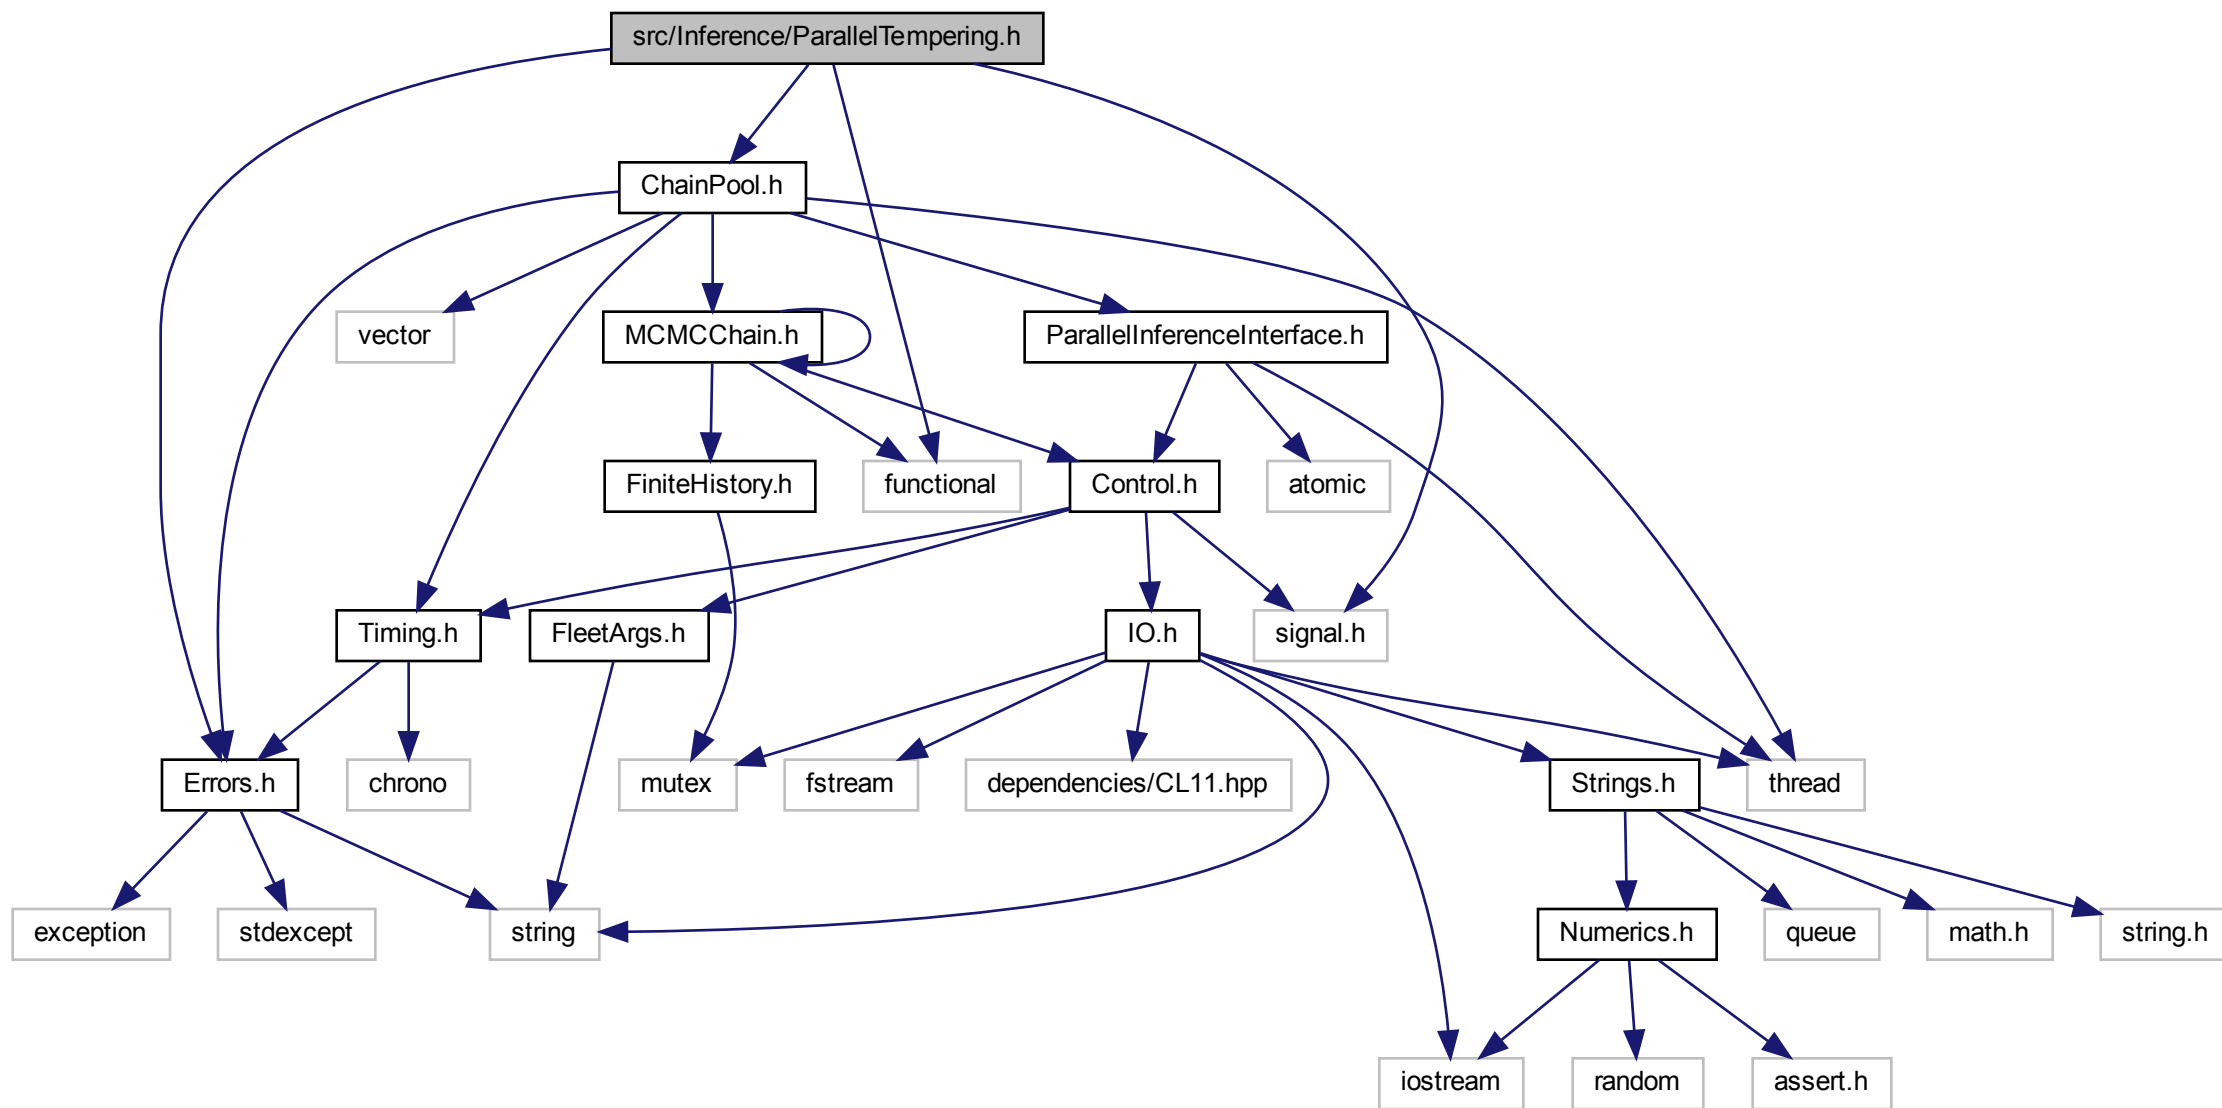 src/Inference/ParallelTempering.h
ChainPool.h
vector
MCMCChain.h
ParallelInferenceInterface.h
FiniteHistory.h
functional
Control.h
atomic
Timing.h
FleetArgs.h
IO.h
signal.h
Errors.h
chrono
mutex
fstream
dependencies/CL11.hpp
Strings.h
thread
exception
stdexcept
string
Numerics.h
queue
math.h
string.h
iostream
random
assert.h